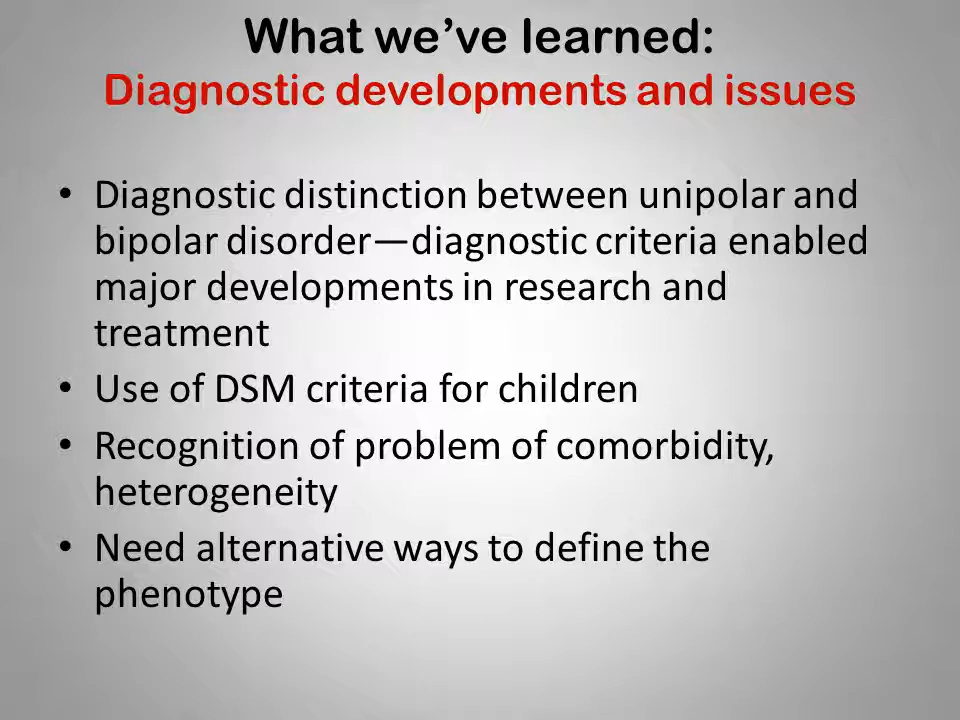 What we’ve learned:
Diagnostic developments and issues
• Diagnostic distinction between unipolar and
bipolar disorder—diagnostic criteria enabled
major developments in research and
treatment
• Use of DSM criteria for children
• Recognition of problem of comorbidity,
heterogeneity
• Need alternative ways to define the
phenotype